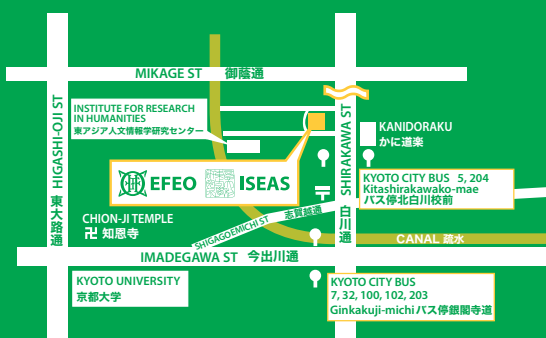 MIKAGE ST 御蔭通
HIGASHI-OJI ST 東大路通
INSTITUTE FOR RESEARCH
IN HUMANITIES
東アジア人文情報学研究センター
SHIRAKAWA ST 白川通
KANIDORAKU
かに道楽
EFEO ISEAS
KYOTO CITY BUS 5, 204
Kitashirakawako-mae
バス停北白川校前
CHION-JI TEMPLE
卍 知恩寺
SHIGAGOEMICHI ST 志賀越通
CANAL 疏水
IMADEGAWA ST 今出川通
KYOTO UNIVERSITY
京都大学
KYOTO CITY BUS
7, 32, 100, 102, 203
Ginkakuji-michi バス停銀閣寺道